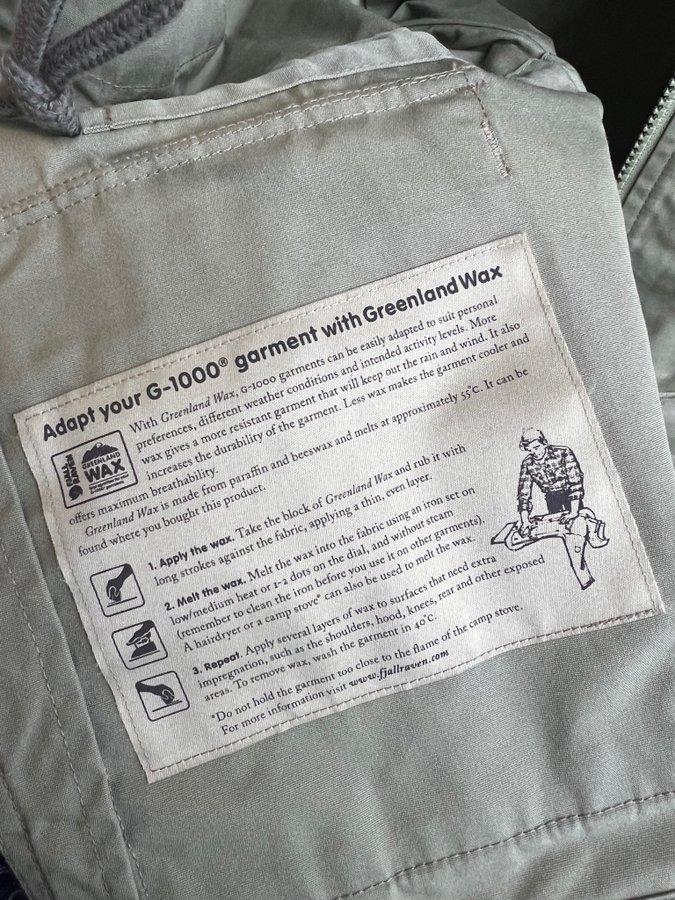 Adapt your G-1000® garment with Greenland Wax
With Greenland Wax, G-1000 garments can be easily adapted to suit personal
preferences, different weather conditions and intended activity levels. More
wax gives a more resistant garment that will keep out the rain and wind. It also
increases the durability of the garment. Less wax makes the garment cooler and
offers maximum breathability.
Greenland Wax is made from paraffin and beeswax and melts at approximately 55°C. It can be
found where you bought this product.
FJÄLL RÄVEN
GREENLAND
WAX
1. Apply the wax. Take the block of Greenland Wax and rub it with
long strokes against the fabric, applying a thin, even layer.
2. Melt the wax. Melt the wax into the fabric using an iron set on
low/medium heat or 1-2 dots on the dial, and without steam
(remember to clean the iron before you use it on other garments).
A hairdryer or a camp stove* can also be used to melt the wax.
3. Repeat. Apply several layers of wax to surfaces that need extra
impregnation, such as the shoulders, hood, knees, rear and other exposed
areas. To remove wax, wash the garment in 40°C.
*Do not hold the garment too close to the flame of the camp stove.
For more information visit www.fjallraven.com